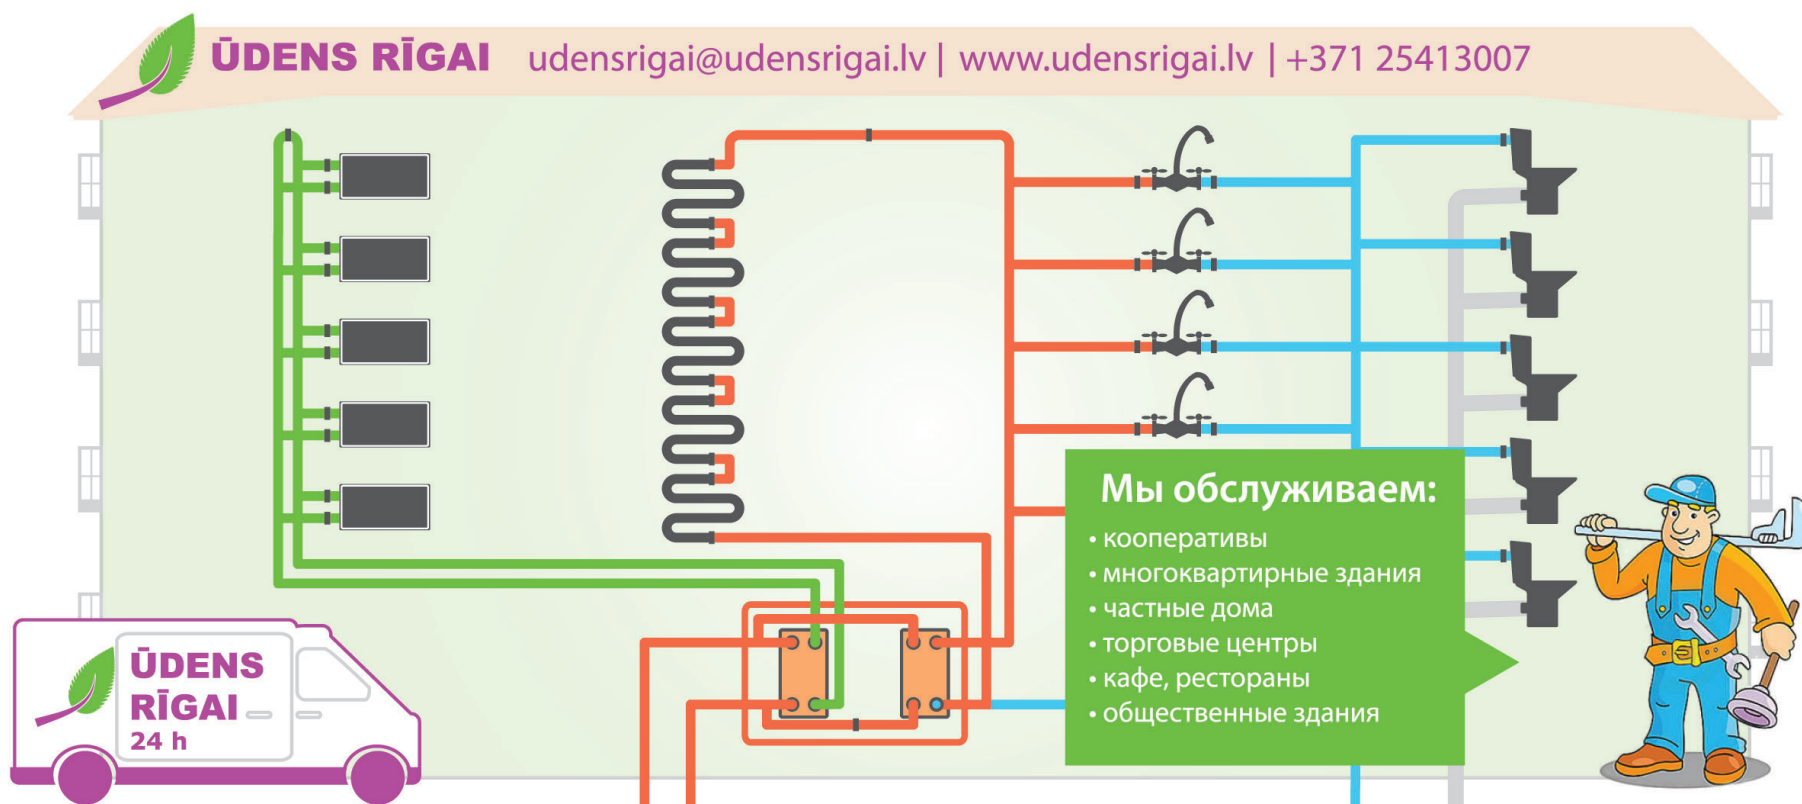 ŪDENS RĪGAI udensrigai@udensrigai.lv | www.udensrigai.lv | +371 25413007
Мы обслуживаем:
• кооперативы
• многоквартирные здания
• частные дома
• торговые центры
• кафе, рестораны
• общественные здания
ŪDENS
RĪGAI
24 h